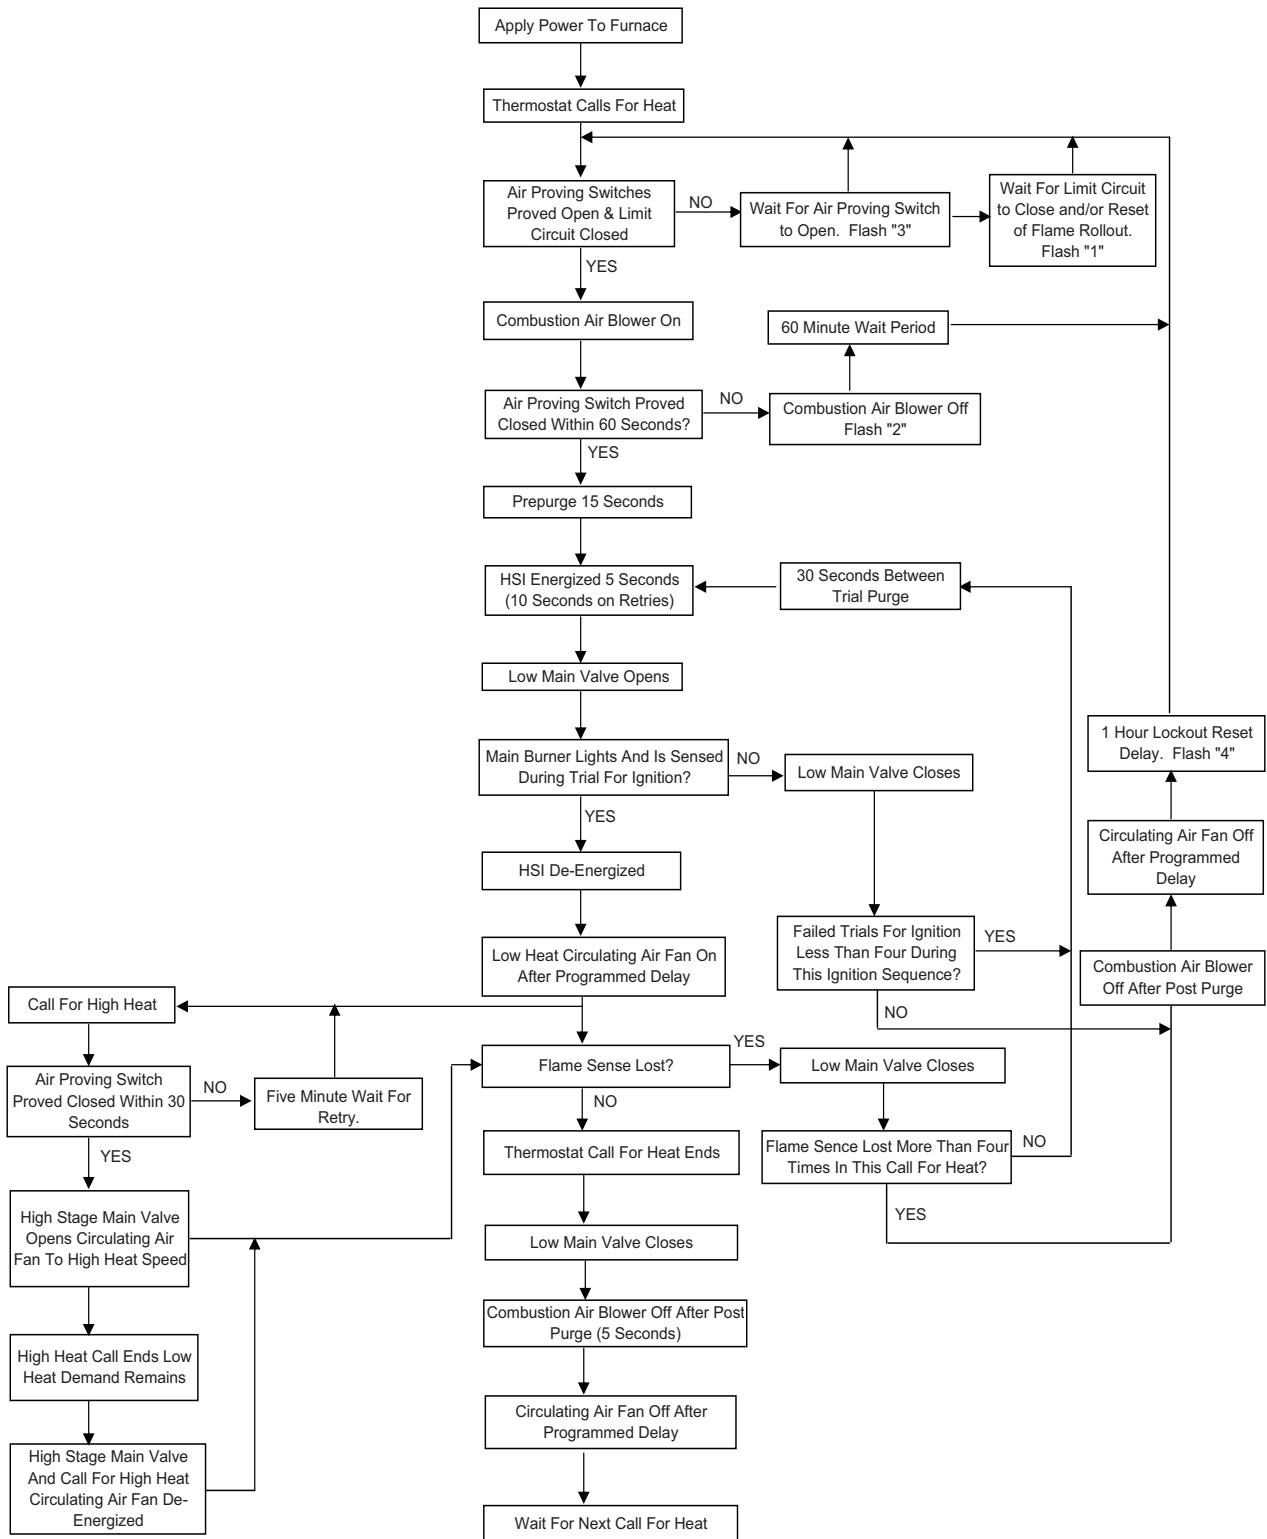 Apply Power To Furnace
Thermostat Calls For Heat
Air Proving Switches
Proved Open & Limit
Circuit Closed
NO
Wait For Air Proving Switch
to Open. Flash "3"
Wait For Limit Circuit
to Close and/or Reset
of Flame Rollout.
Flash "1"
YES
Combustion Air Blower On
60 Minute Wait Period
Air Proving Switch Proved
Closed Within 60 Seconds?
NO
Combustion Air Blower Off
Flash "2"
YES
Prepurge 15 Seconds
HSI Energized 5 Seconds
(10 Seconds on Retries)
30 Seconds Between
Trial Purge
Low Main Valve Opens
Main Burner Lights And Is Sensed
During Trial For Ignition?
NO
Low Main Valve Closes
1 Hour Lockout Reset
Delay. Flash "4"
YES
HSI De-Energized
Circulating Air Fan Off
After Programmed
Delay
Low Heat Circulating Air Fan On
After Programmed Delay
Failed Trials For Ignition
Less Than Four During
This Ignition Sequence?
YES
Combustion Air Blower
Off After Post Purge
NO
Call For High Heat
Flame Sense Lost?
YES
Low Main Valve Closes
Air Proving Switch
Proved Closed Within 30
Seconds
NO
Five Minute Wait For
Retry.
NO
YES
Thermostat Call For Heat Ends
Flame Sence Lost More Than Four
Times In This Call For Heat?
NO
YES
High Stage Main Valve
Opens Circulating Air
Fan To High Heat Speed
Low Main Valve Closes
Combustion Air Blower Off After Post
Purge (5 Seconds)
High Heat Call Ends Low
Heat Demand Remains
Circulating Air Fan Off After
Programmed Delay
High Stage Main Valve
And Call For High Heat
Circulating Air Fan De-
Energized
Wait For Next Call For Heat